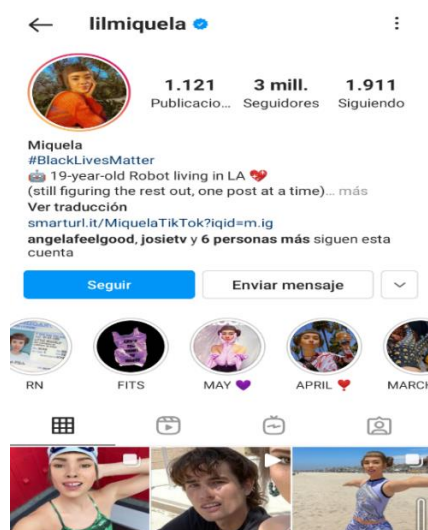 lilmiquela
1.121 3 mill. 1.911
Publicacio... Seguidores Siguiendo
Miquela
#BlackLivesMatter
🤖 19-year-old Robot living in LA 💖
(still figuring the rest out, one post at a time)... más
Ver traducción
smarturl.it/MiquelaTikTok?iqid=m.ig
angelafeelgood, josietv y 6 personas más siguen esta
cuenta
Seguir Enviar mensaje
RN FITS MAY 💜 APRIL ❣️ MARCH